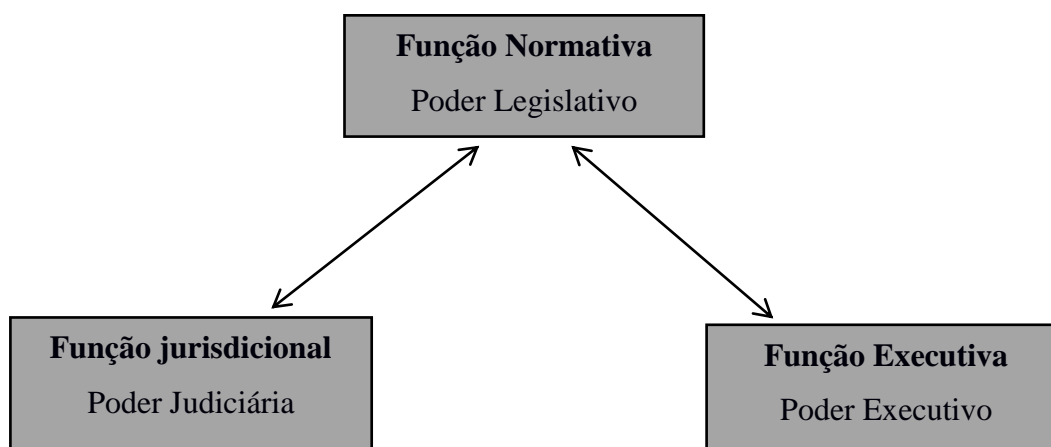 Função Normativa
Poder Legislativo
Função jurisdicional
Poder Judiciária
Função Executiva
Poder Executivo